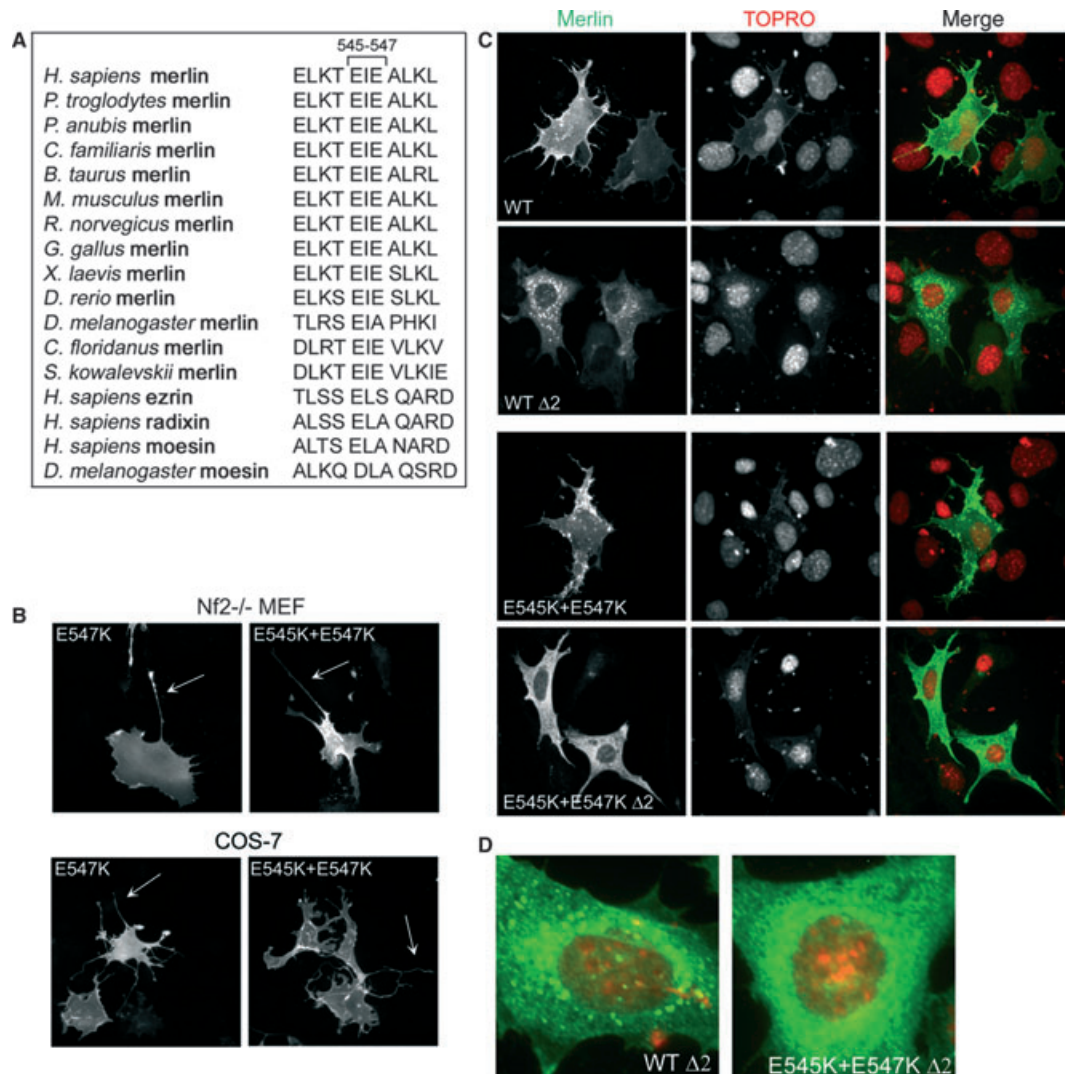 A
545-547
H. sapiens merlin ELKT EIE ALKL
P. troglodytes merlin ELKT EIE ALKL
P. anubis merlin ELKT EIE ALKL
C. familiaris merlin ELKT EIE ALKL
B. taurus merlin ELKT EIE ALRL
M. musculus merlin ELKT EIE ALKL
R. norvegicus merlin ELKT EIE ALKL
G. gallus merlin ELKT EIE ALKL
X. laevis merlin ELKT EIE SLKL
D. rerio merlin ELKS EIE SLKL
D. melanogaster merlin TLRS EIA PHKI
C. floridanus merlin DLRT EIE VLKV
S. kowalevskii merlin DLKT EIE VLKIE
H. sapiens ezrin TLSS ELS QARD
H. sapiens radixin ALSS ELA QARD
H. sapiens moesin ALTS ELA NARD
D. melanogaster moesin ALKQ DLA QSRD
B
Nf2-/- MEF
E547K E545K+E547K
COS-7
E547K E545K+E547K
C
Merlin TOPRO Merge
WT
WT Δ2
E545K+E547K
E545K+E547K Δ2
D
WT Δ2 E545K+E547K Δ2